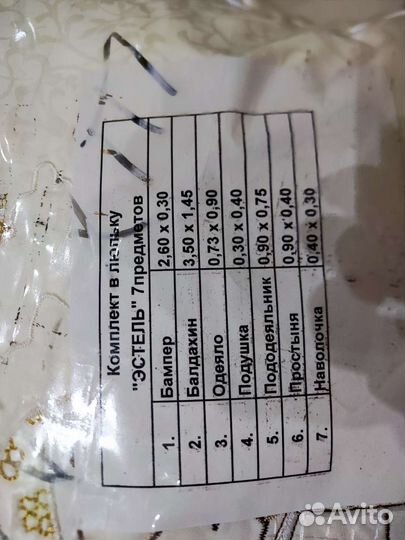 Комплект в люльку
"ЭСТЕЛЬ" 7предметов
1. Бампер 2,60 х 0,30
2. Балдахин 3,50 х 1,45
3. Одеяло 0,73 х 0,90
4. Подушка 0,30 х 0,40
5. Пододеяльник 0,90 х 0,75
6. Простыня 0,90 х 0,40
7. Наволочка 0,40 х 0,30
Avito